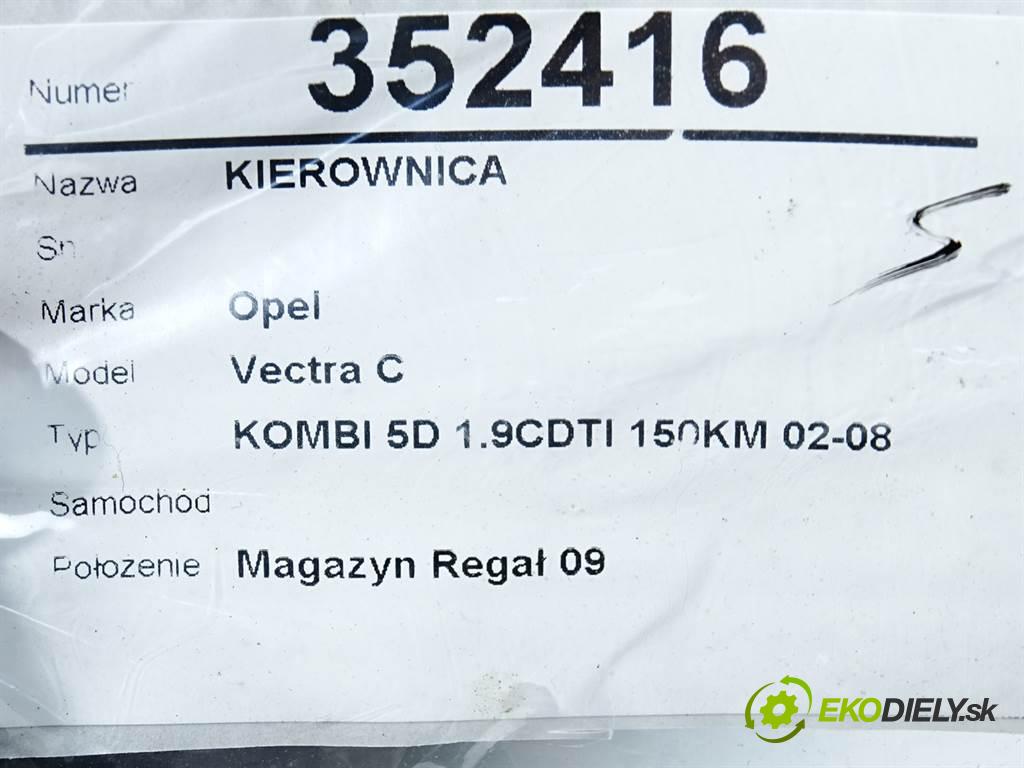 Numer 352416
Nazwa KIEROWNICA
Sn
Marka Opel
Model Vectra C
Typ KOMBI 5D 1.9CDTI 150KM 02-08
Samochód
Położenie Magazyn Regał 09
S
EKODIELY.sk